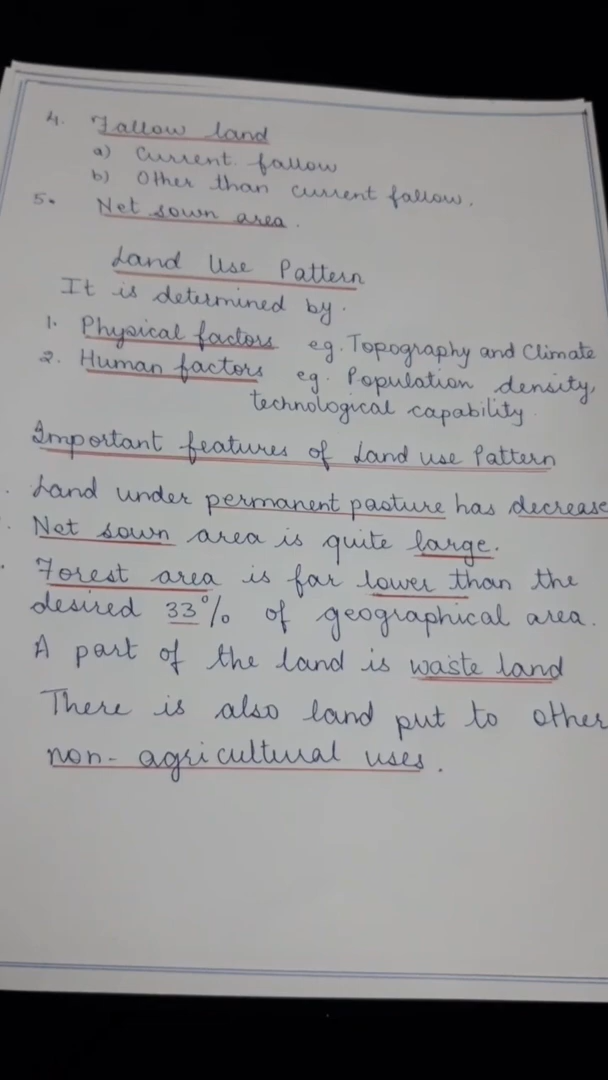 4. Fallow land
a) Current fallow
b) Other than current fallow.
5. Net sown area.
Land Use Pattern
It is determined by.
1. Physical factors eg. Topography and Climate
2. Human factors eg. Population density,
technological capability.
Important features of Land use Pattern
Land under permanent pasture has decrease
Net sown area is quite large.
Forest area is far lower than the
desired 33% of geographical area.
A part of the land is waste land
There is also land put to other
non-agricultural uses.